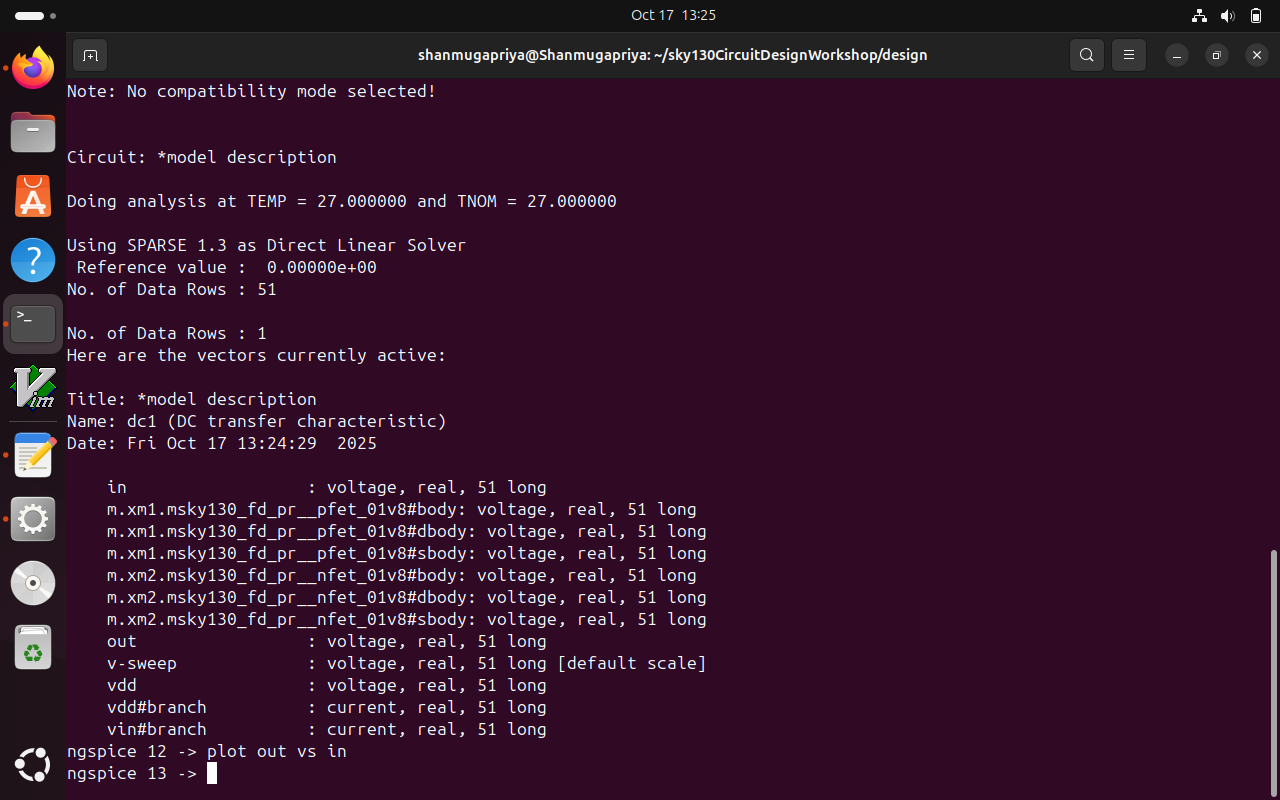 Oct 17 13:25
shanmugapriya@Shanmugapriya: ~/sky130CircuitDesignWorkshop/design
Note: No compatibility mode selected!
Circuit: *model description
Doing analysis at TEMP = 27.000000 and TNOM = 27.000000
Using SPARSE 1.3 as Direct Linear Solver
 Reference value :  0.00000e+00
No. of Data Rows : 51
No. of Data Rows : 1
Here are the vectors currently active:
Title: *model description
Name: dc1 (DC transfer characteristic)
Date: Fri Oct 17 13:24:29  2025
    in                  : voltage, real, 51 long
    m.xm1.msky130_fd_pr__pfet_01v8#body: voltage, real, 51 long
    m.xm1.msky130_fd_pr__pfet_01v8#dbody: voltage, real, 51 long
    m.xm1.msky130_fd_pr__pfet_01v8#sbody: voltage, real, 51 long
    m.xm2.msky130_fd_pr__nfet_01v8#body: voltage, real, 51 long
    m.xm2.msky130_fd_pr__nfet_01v8#dbody: voltage, real, 51 long
    m.xm2.msky130_fd_pr__nfet_01v8#sbody: voltage, real, 51 long
    out                 : voltage, real, 51 long
    v-sweep             : voltage, real, 51 long [default scale]
    vdd                 : voltage, real, 51 long
    vdd#branch          : current, real, 51 long
    vin#branch          : current, real, 51 long
ngspice 12 -> plot out vs in
ngspice 13 ->